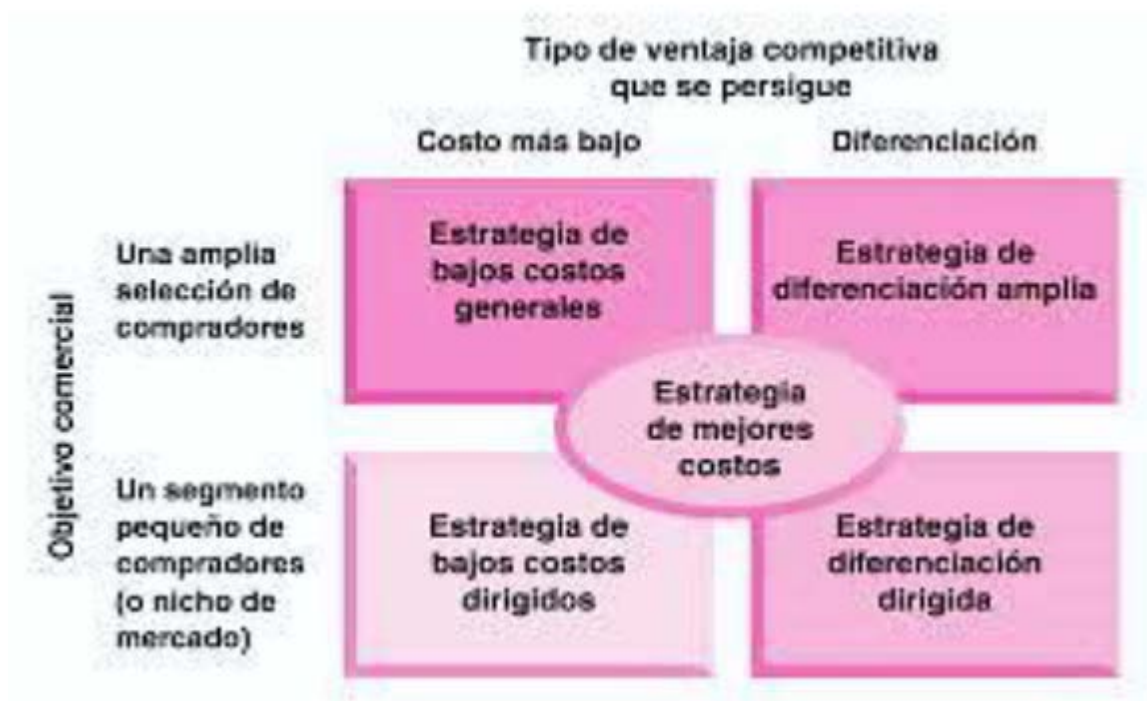 Tipo de ventaja competitiva
que se persigue
Costo más bajo
Diferenciación
Objetivo comercial
Una amplia
selección de
compradores
Estrategia de
bajos costos
generales
Estrategia de
diferenciación amplia
Estrategia
de mejores
costos
Un segmento
pequeño de
compradores
(o nicho de
mercado)
Estrategia de
bajos costos
dirigidos
Estrategia de
diferenciación
dirigida